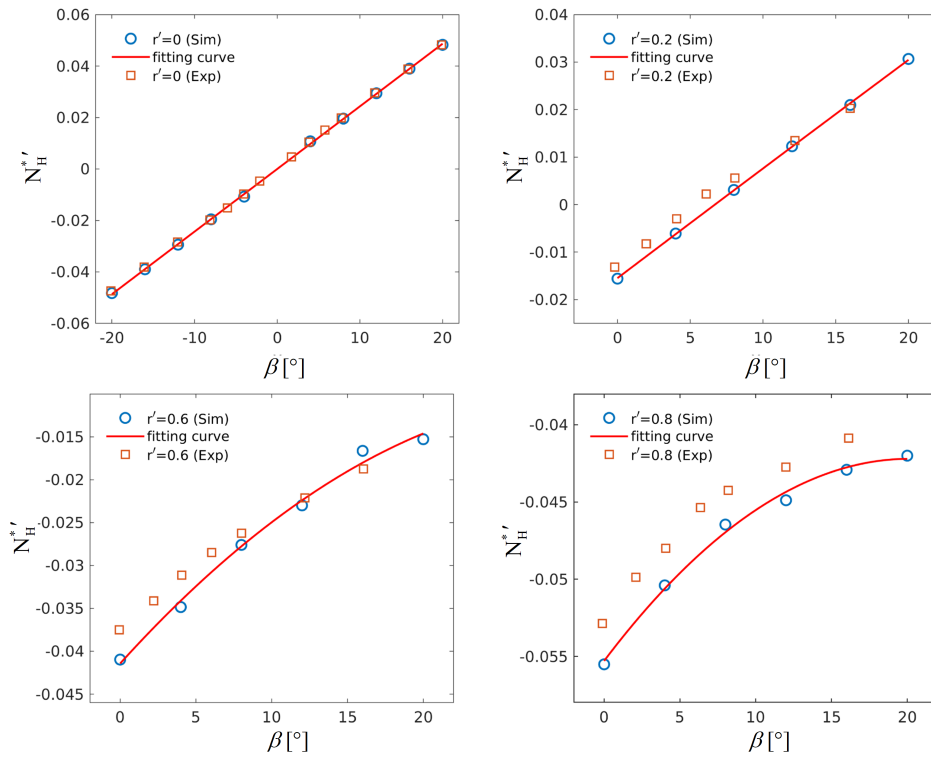 0.06
0.04
0.02
0
-0.02
-0.04
-0.06
r′=0 (Sim)
fitting curve
r′=0 (Exp)
N*′H
-20 -10 0 10 20
β̈ [°]
0.04
0.03
0.02
0.01
0
-0.01
-0.02
r′=0.2 (Sim)
fitting curve
r′=0.2 (Exp)
N*′H
0 5 10 15 20
β̈ [°]
-0.015
-0.02
-0.025
-0.03
-0.035
-0.04
-0.045
r′=0.6 (Sim)
fitting curve
r′=0.6 (Exp)
N*′H
0 5 10 15 20
β [°]
-0.04
-0.045
-0.05
-0.055
r′=0.8 (Sim)
fitting curve
r′=0.8 (Exp)
N*′H
0 5 10 15 20
β [°]